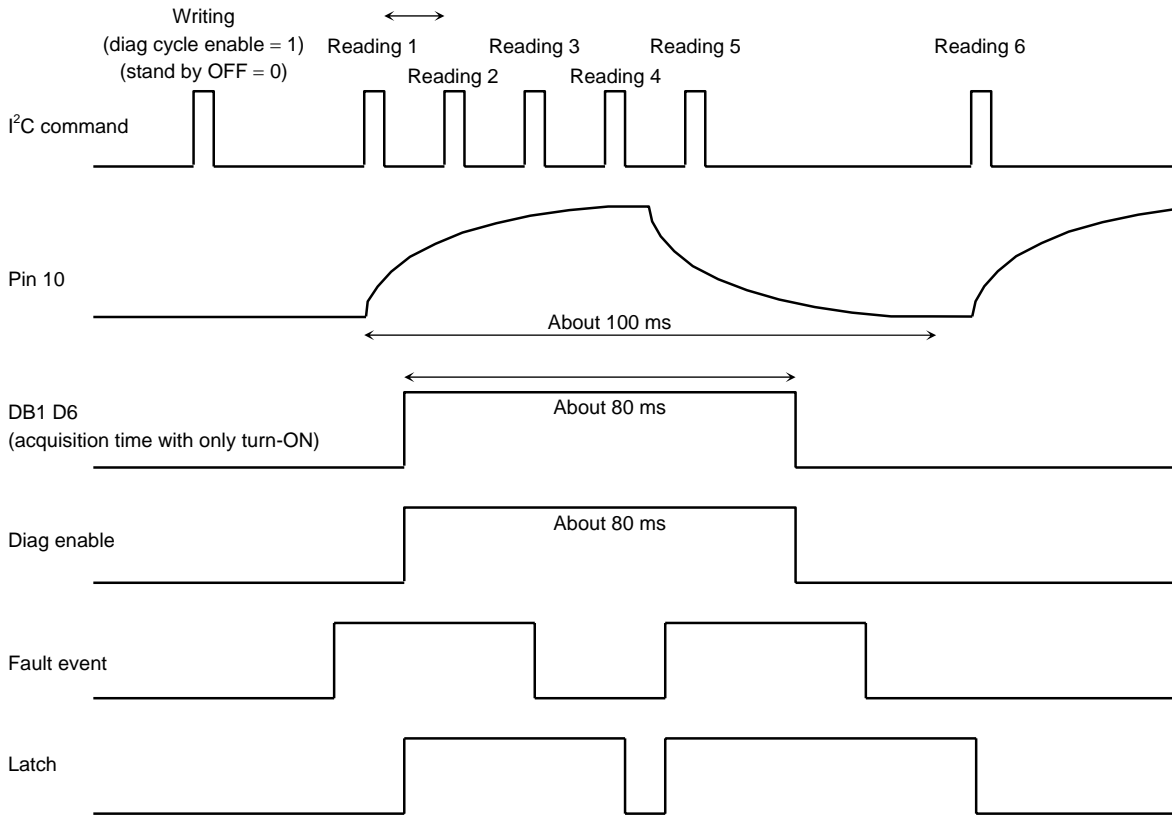 Writing
(diag cycle enable = 1)
(stand by OFF = 0)
Reading 1
Reading 2
Reading 3
Reading 4
Reading 5
Reading 6
I²C command
Pin 10
About 100 ms
DB1 D6
(acquisition time with only turn-ON)
About 80 ms
Diag enable
About 80 ms
Fault event
Latch